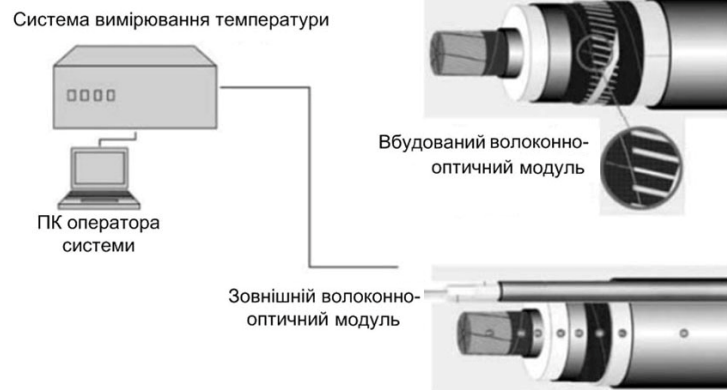 Система вимірювання температури
Вбудований волоконно-
оптичний модуль
ПК оператора
системи
Зовнішній волоконно-
оптичний модуль